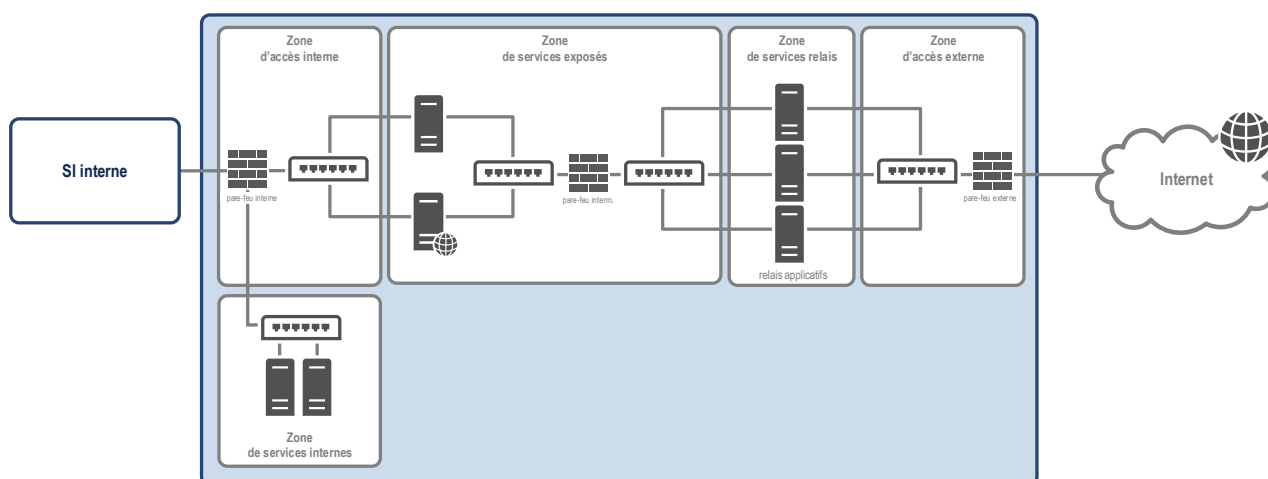 Zone
d'accès interne
Zone
de services exposés
Zone
de services relais
Zone
d'accès externe
SI interne
pare-feu interne
pare-feu interm.
pare-feu externe
Internet
relais applicatifs
Zone
de services internes